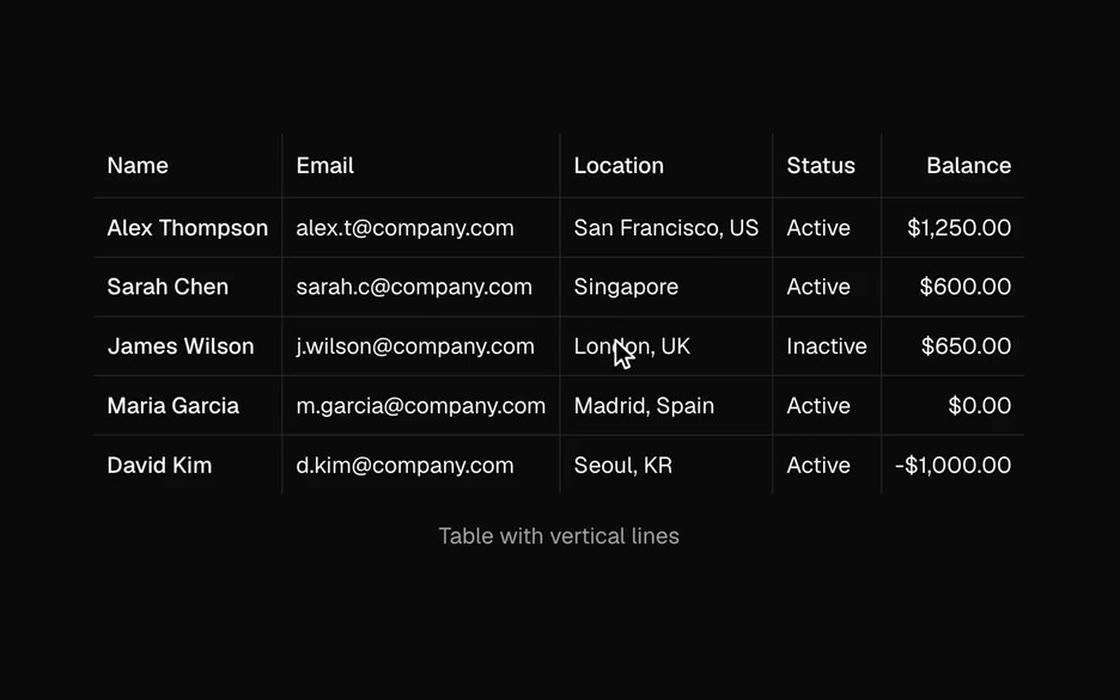 Name Email Location Status Balance
Alex Thompson alex.t@company.com San Francisco, US Active $1,250.00
Sarah Chen sarah.c@company.com Singapore Active $600.00
James Wilson j.wilson@company.com London, UK Inactive $650.00
Maria Garcia m.garcia@company.com Madrid, Spain Active $0.00
David Kim d.kim@company.com Seoul, KR Active -$1,000.00
Table with vertical lines